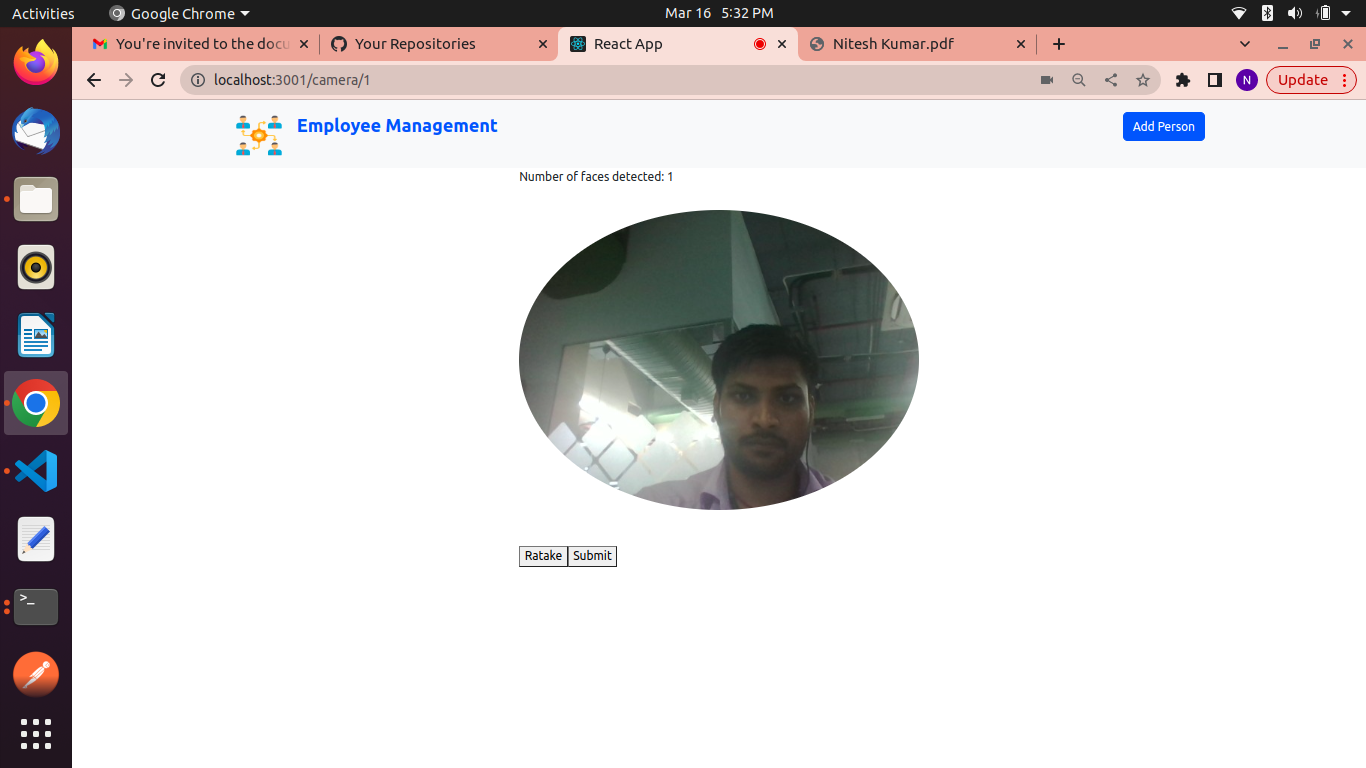 Activities
Google Chrome
Mar 16 5:32 PM
You're invited to the docu
Your Repositories
React App
Nitesh Kumar.pdf
localhost:3001/camera/1
N
Update
Employee Management
Add Person
Number of faces detected: 1
Ratake
Submit
>_